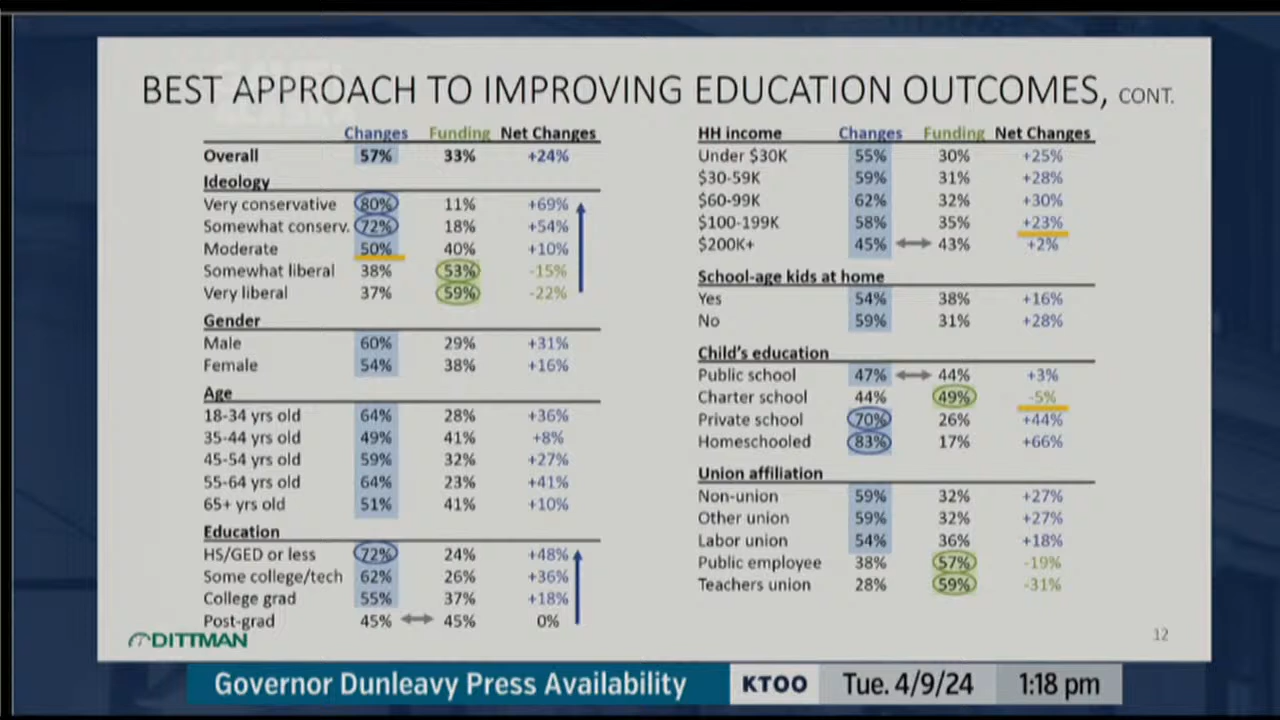 BEST APPROACH TO IMPROVING EDUCATION OUTCOMES, CONT.
Changes Funding Net Changes
Overall 57% 33% +24%
Ideology
Very conservative 80% 11% +69%
Somewhat conserv. 72% 18% +54%
Moderate 50% 40% +10%
Somewhat liberal 38% 53% -15%
Very liberal 37% 59% -22%
Gender
Male 60% 29% +31%
Female 54% 38% +16%
Age
18-34 yrs old 64% 28% +36%
35-44 yrs old 49% 41% +8%
45-54 yrs old 59% 32% +27%
55-64 yrs old 64% 23% +41%
65+ yrs old 51% 41% +10%
Education
HS/GED or less 72% 24% +48%
Some college/tech 62% 26% +36%
College grad 55% 37% +18%
Post-grad 45% 45% 0%
HH income Changes Funding Net Changes
Under $30K 55% 30% +25%
$30-59K 59% 31% +28%
$60-99K 62% 32% +30%
$100-199K 58% 35% +23%
$200K+ 45% 43% +2%
School-age kids at home
Yes 54% 38% +16%
No 59% 31% +28%
Child's education
Public school 47% 44% +3%
Charter school 44% 49% -5%
Private school 70% 26% +44%
Homeschooled 83% 17% +66%
Union affiliation
Non-union 59% 32% +27%
Other union 59% 32% +27%
Labor union 54% 36% +18%
Public employee 38% 57% -19%
Teachers union 28% 59% -31%
DITTMAN
12
Governor Dunleavy Press Availability KTOO Tue. 4/9/24 1:18 pm